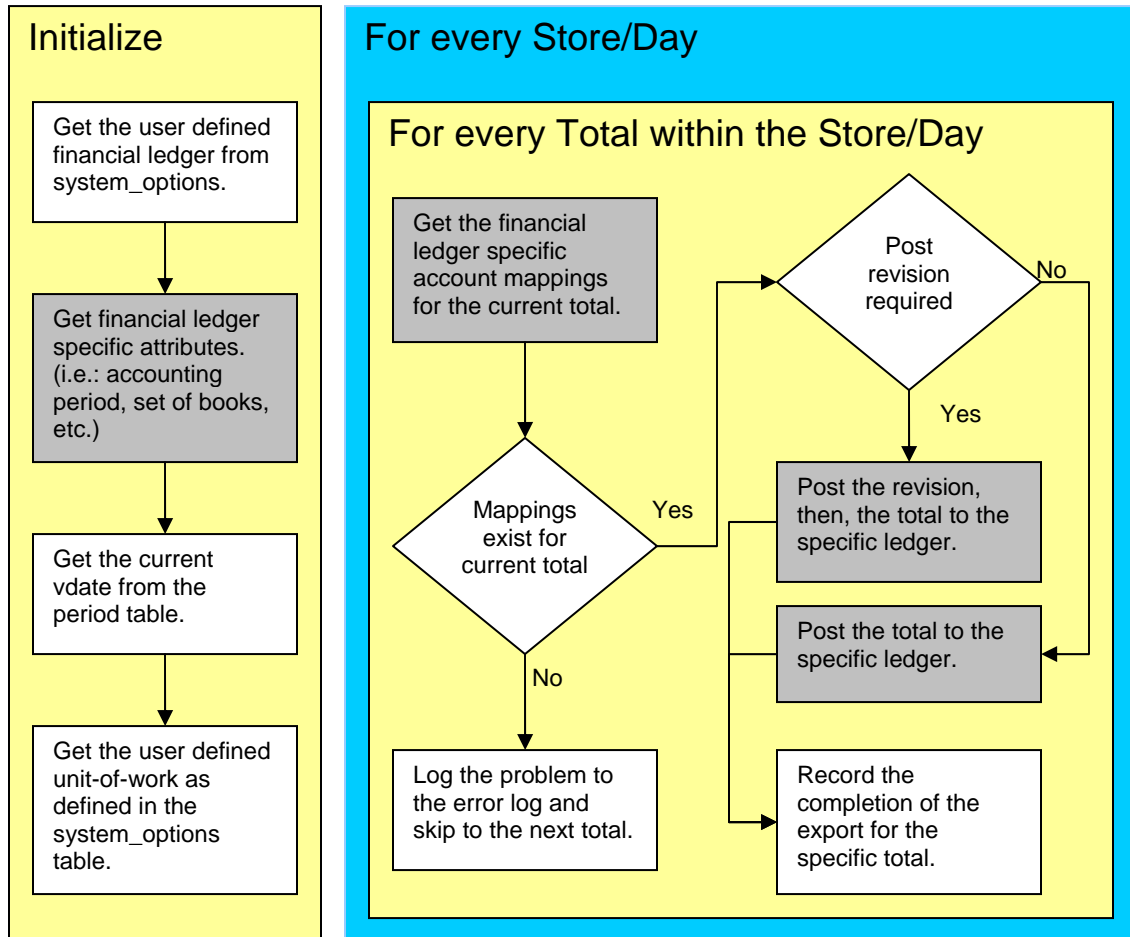 Initialize
Get the user defined
financial ledger from
system_options.
Get financial ledger
specific attributes.
(i.e.: accounting
period, set of books,
etc.)
Get the current
vdate from the
period table.
Get the user defined
unit-of-work as
defined in the
system_options
table.
For every Store/Day
For every Total within the Store/Day
Get the financial
ledger specific
account mappings
for the current total.
Mappings
exist for
current total
Yes
No
Log the problem to
the error log and
skip to the next total.
Post
revision
required
No
Yes
Post the revision,
then, the total to the
specific ledger.
Post the total to the
specific ledger.
Record the
completion of the
export for the
specific total.